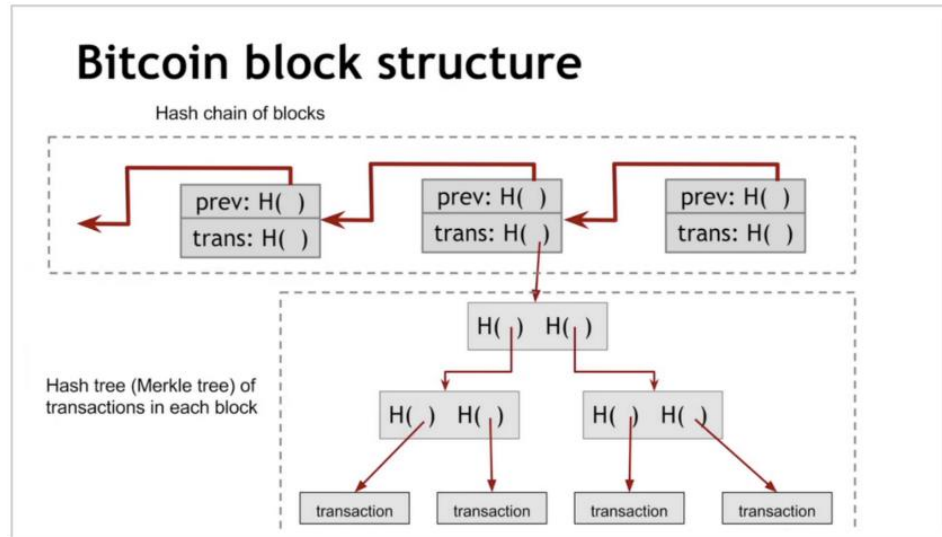 Bitcoin block structure
Hash chain of blocks
prev: H( ) prev: H( ) prev: H( )
trans: H( ) trans: H( ) trans: H( )
H( ) H( )
Hash tree (Merkle tree) of
transactions in each block
H( ) H( ) H( ) H( )
transaction transaction transaction transaction